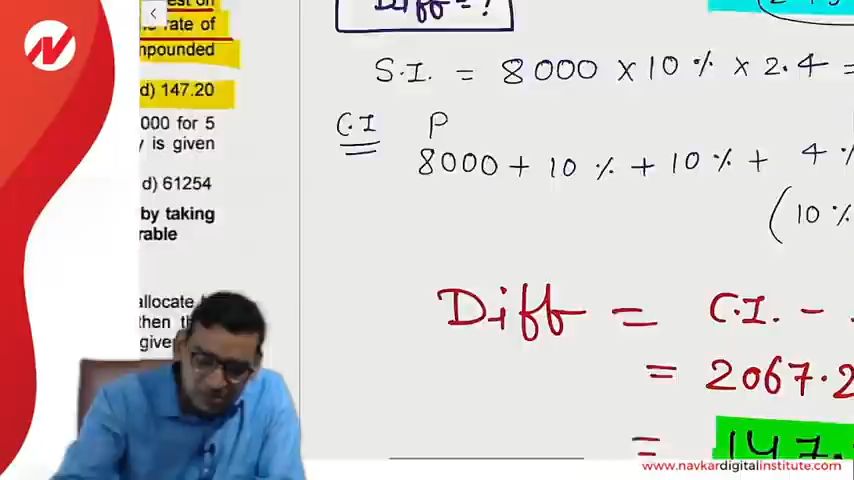 est on
rate of
mpounded
d) 147.20
000 for 5
y is given
d) 61254
by taking
rable
allocate
then th
give
Diff = ?
S.I. = 8000 × 10 % × 2.4 =
C.I P
8000 + 10 % + 10 % + 4 %
(10 %
Diff = C.I. -
= 2067.2
= 147.
www.navkardigitalinstitute.com